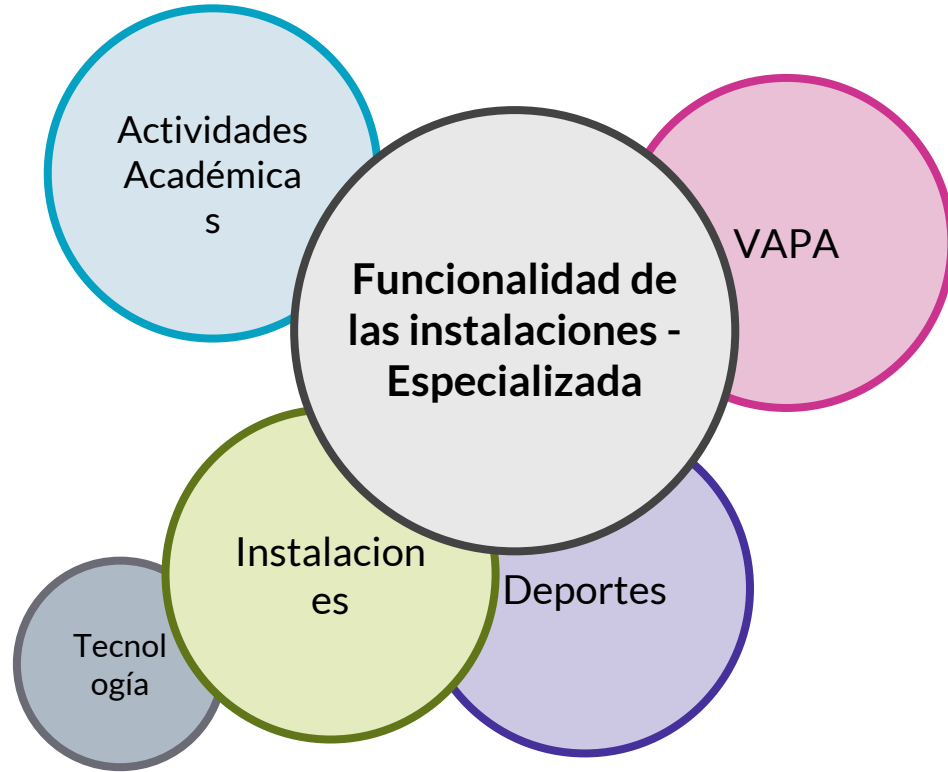 Actividades
Académica
s
VAPA
Funcionalidad de
las instalaciones -
Especializada
Instalacion
es
Deportes
Tecnol
ogía